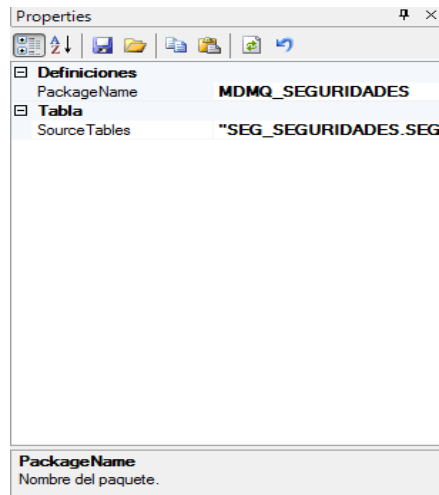 Properties
Definiciones
PackageName MDMQ_SEGURIDADES
Tabla
SourceTables "SEG_SEGURIDADES.SEG
PackageName
Nombre del paquete.